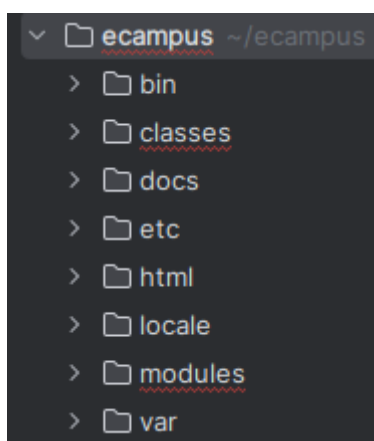 ecampus ~/ecampus
bin
classes
docs
etc
html
locale
modules
var